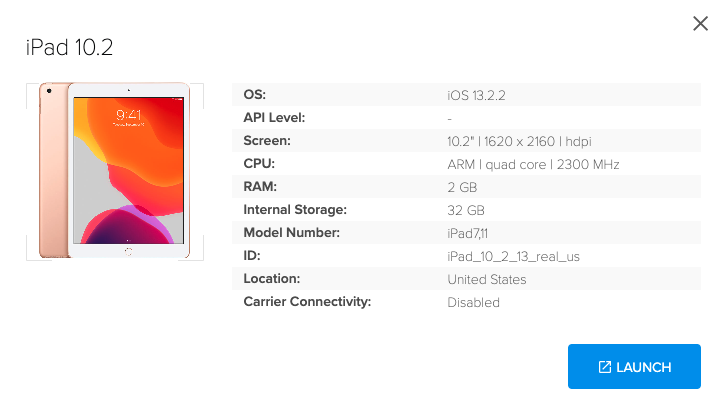 iPad 10.2
9:41
OS: iOS 13.2.2
API Level: -
Screen: 10.2" | 1620 x 2160 | hdpi
CPU: ARM | quad core | 2300 MHz
RAM: 2 GB
Internal Storage: 32 GB
Model Number: iPad7,11
ID: iPad_10_2_13_real_us
Location: United States
Carrier Connectivity: Disabled
LAUNCH